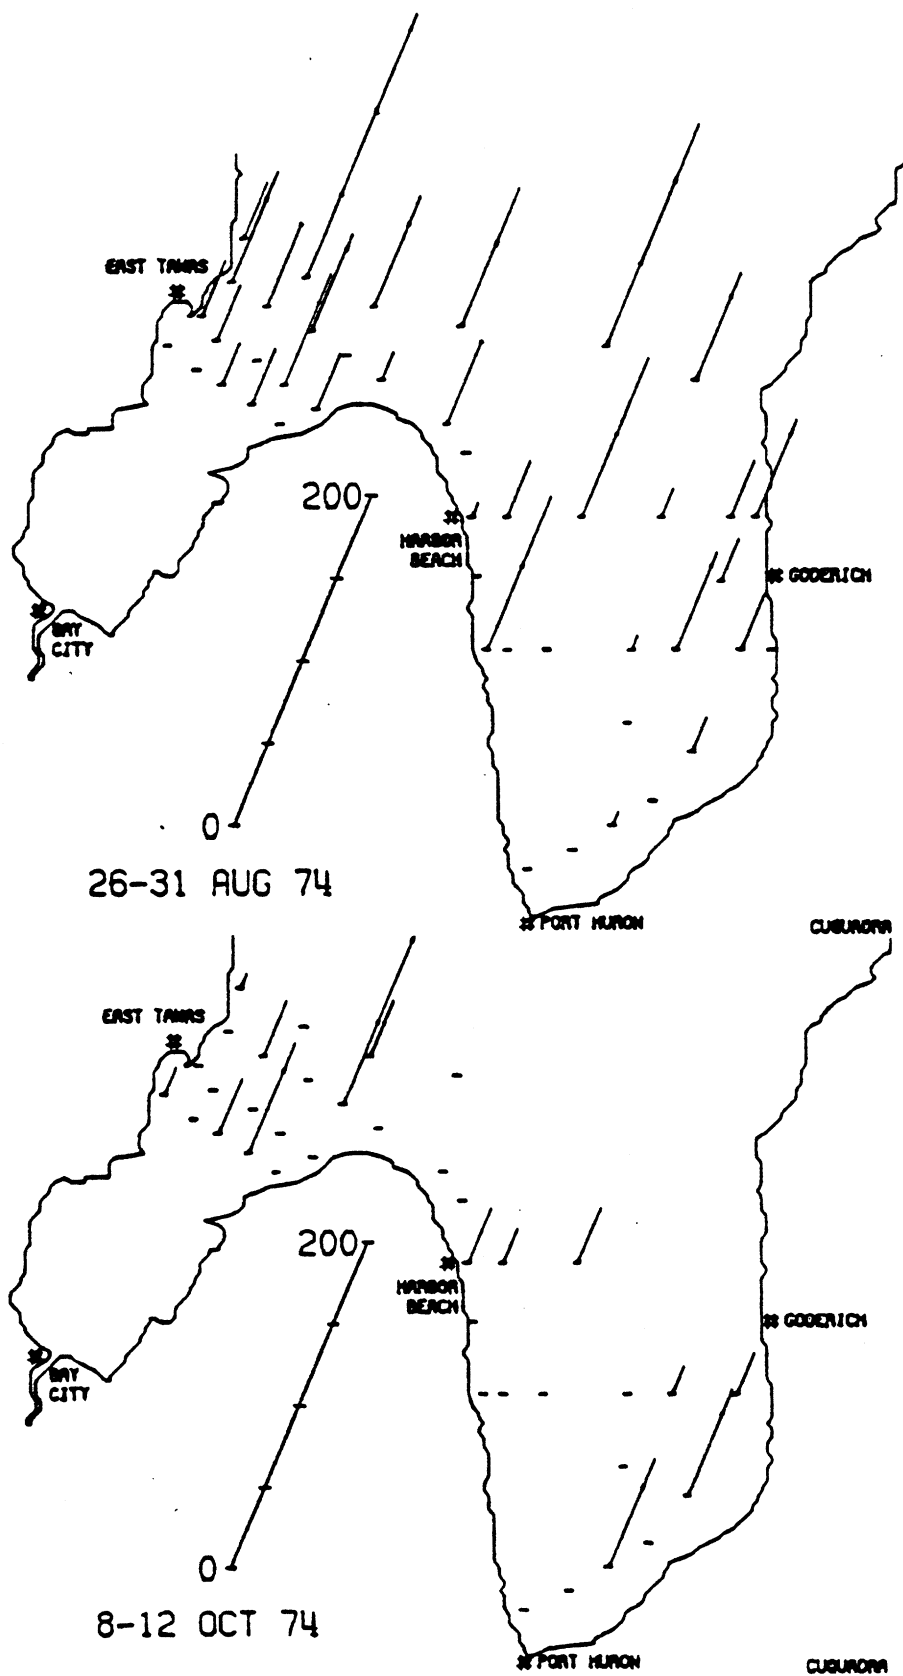 EAST TAWAS
200
HARBOR
BEACH
GODERICH
BAY
CITY
0
26-31 AUG 74
PORT HURON
EAST TAWAS
200
HARBOR
BEACH
GODERICH
BAY
CITY
0
8-12 OCT 74
PORT HURON